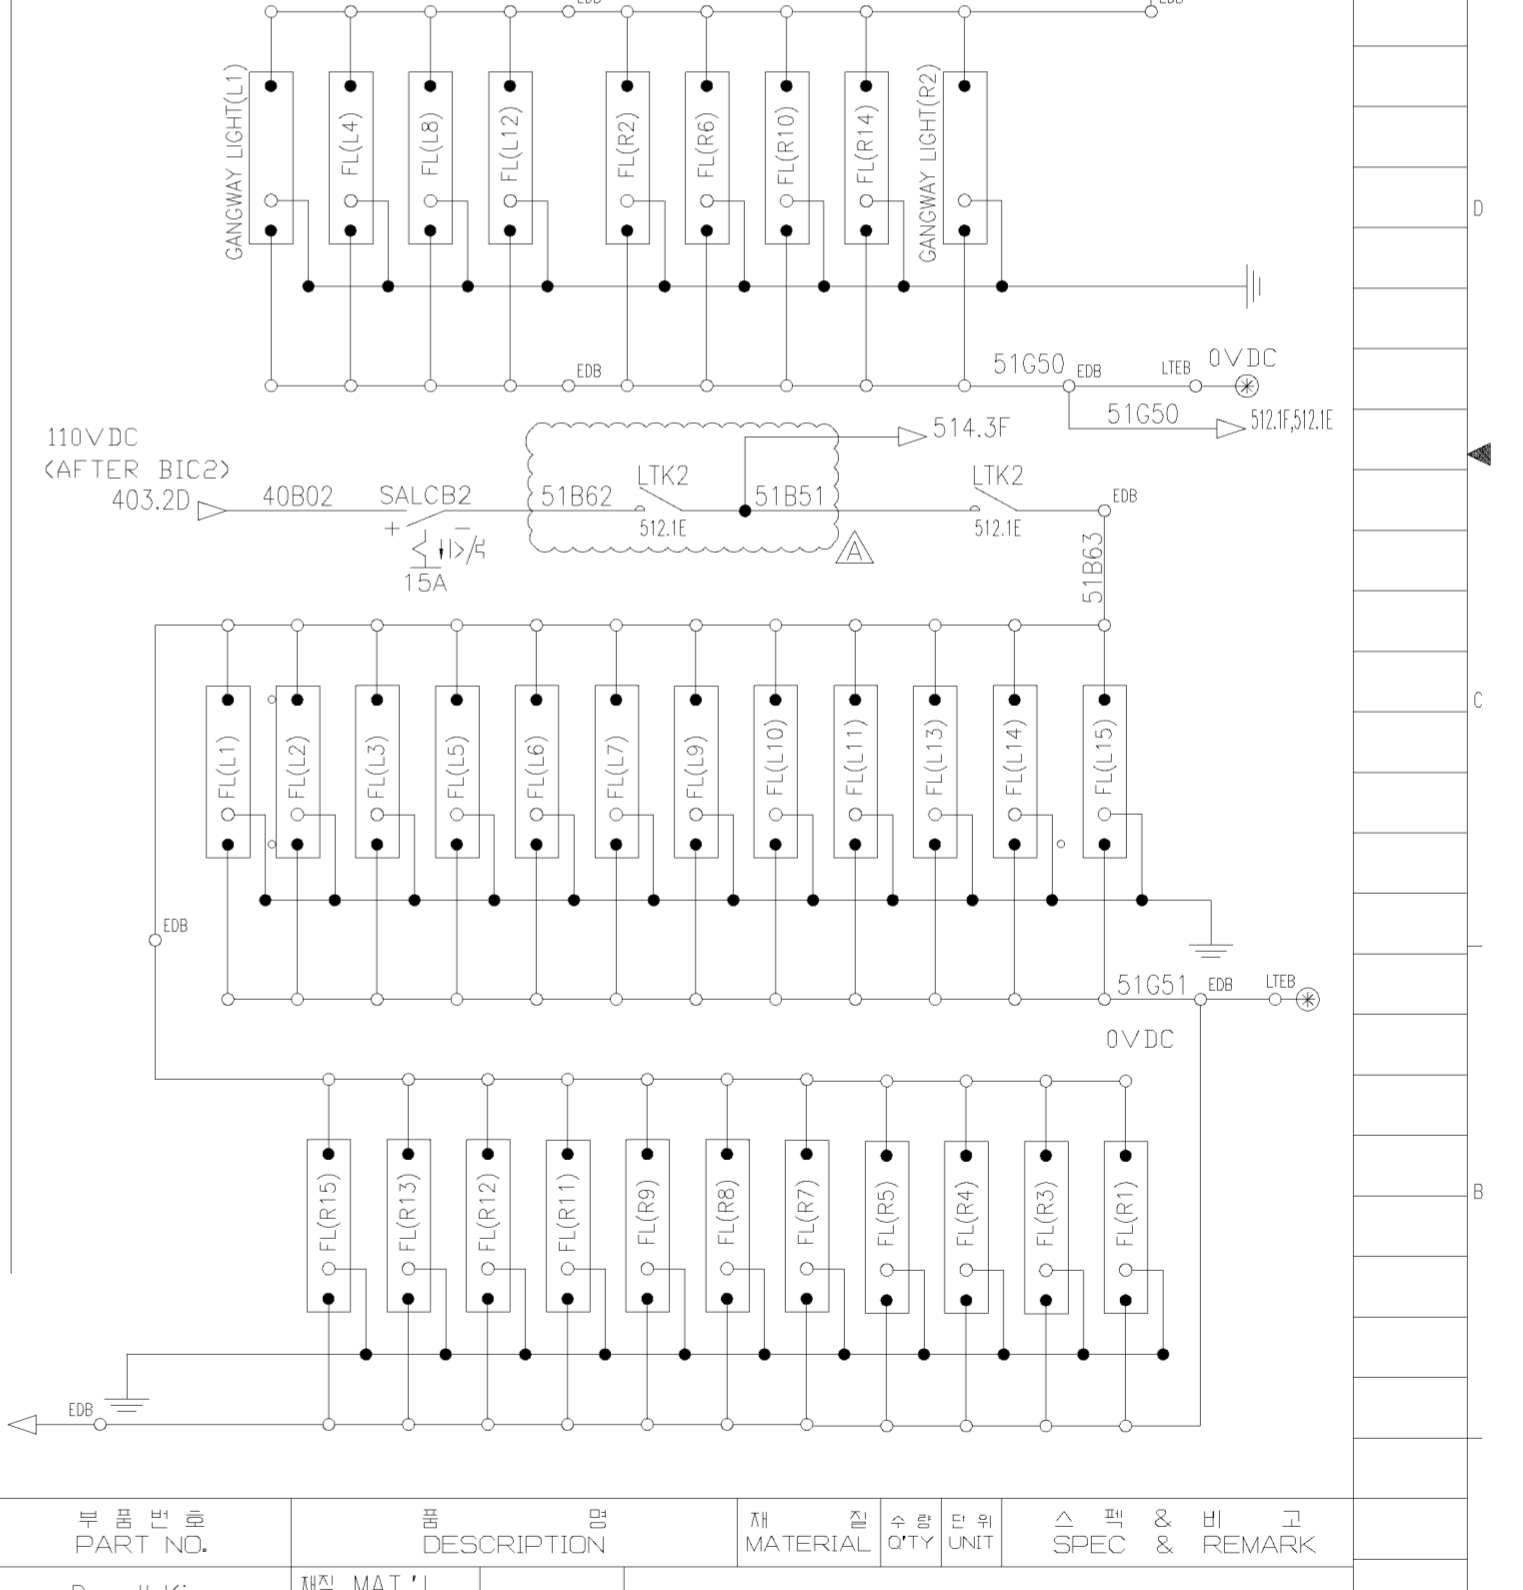 GANGWAY LIGHT(L1)
FL(L4)
FL(L8)
FL(L12)
FL(R2)
FL(R6)
FL(R10)
FL(R14)
GANGWAY LIGHT(R2)
D
EDB
51G50
EDB
LTEB
0VDC
51G50
512.1F,512.1E
110VDC
(AFTER BIC2)
403.2D
40B02
SALCB2
+
15A
51B62
LTK2
512.1E
51B51
514.3F
A
LTK2
512.1E
EDB
51B63
FL(L1)
FL(L2)
FL(L3)
FL(L5)
FL(L6)
FL(L7)
FL(L9)
FL(L10)
FL(L11)
FL(L13)
FL(L14)
FL(L15)
C
EDB
51G51
EDB
LTEB
0VDC
FL(R15)
FL(R13)
FL(R12)
FL(R11)
FL(R9)
FL(R8)
FL(R7)
FL(R5)
FL(R4)
FL(R3)
FL(R1)
B
EDB
부 품 번 호
PART NO.
품 명
DESCRIPTION
재 질
MATERIAL
수 량
Q'TY
단 위
UNIT
스 펙 & 비 고
SPEC & REMARK
재질 MAT'L